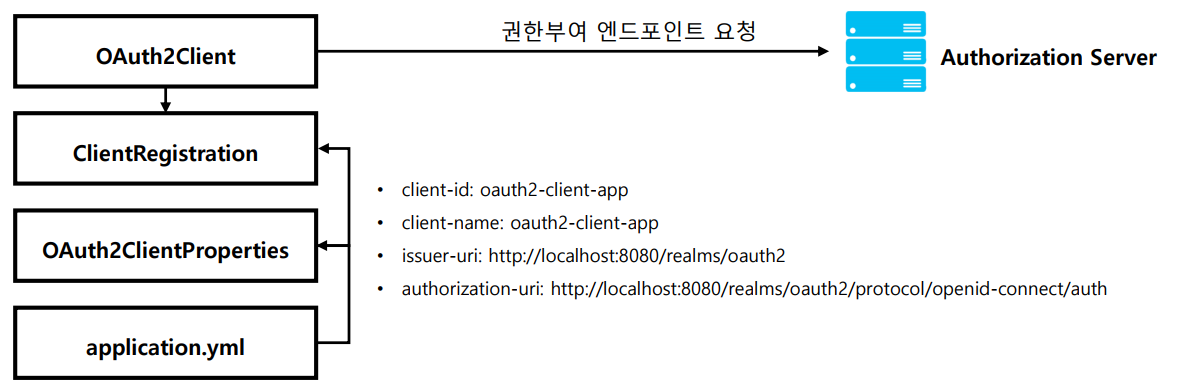 권한부여 엔드포인트 요청
OAuth2Client
Authorization Server
ClientRegistration
• client-id: oauth2-client-app
• client-name: oauth2-client-app
OAuth2ClientProperties
• issuer-uri: http://localhost:8080/realms/oauth2
• authorization-uri: http://localhost:8080/realms/oauth2/protocol/openid-connect/auth
application.yml